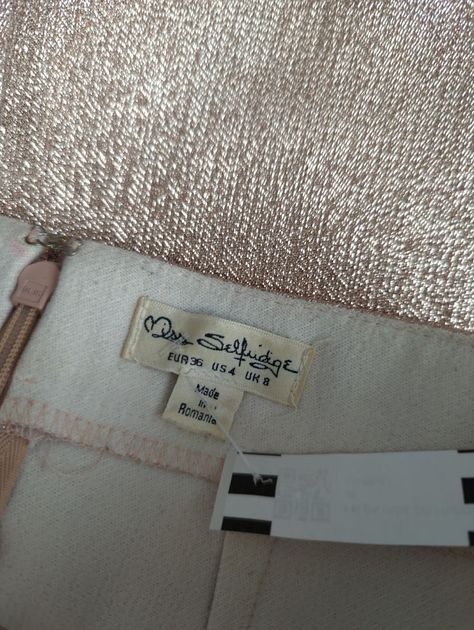 Miss Selfridge
EUR36 US4 UK8
Made
in
Romania